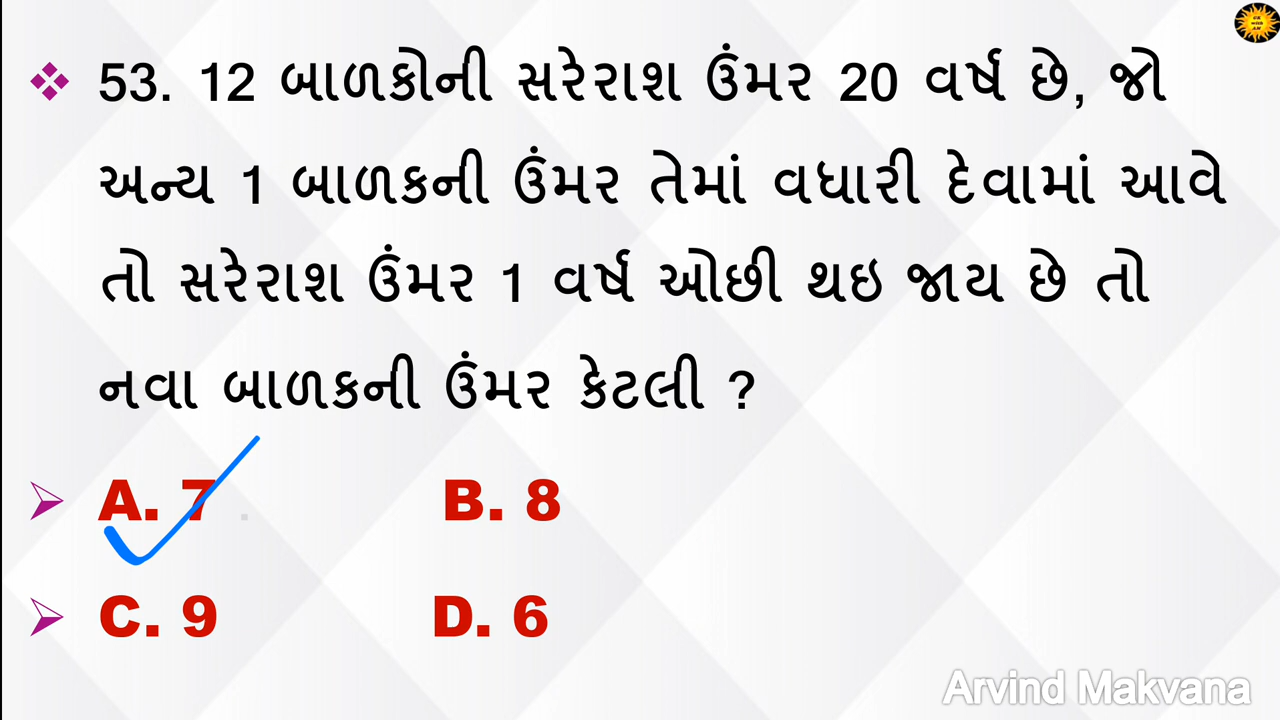 53. 12 બાળકોની સરેરાશ ઉંમર 20 વર્ષ છે, જો
અન્ય 1 બાળકની ઉંમર તેમાં વધારી દેવામાં આવે
તો સરેરાશ ઉંમર 1 વર્ષ ઓછી થઇ જાય છે તો
નવા બાળકની ઉંમર કેટલી ?
A. 7 . B. 8
C. 9 D. 6
Arvind Makvana